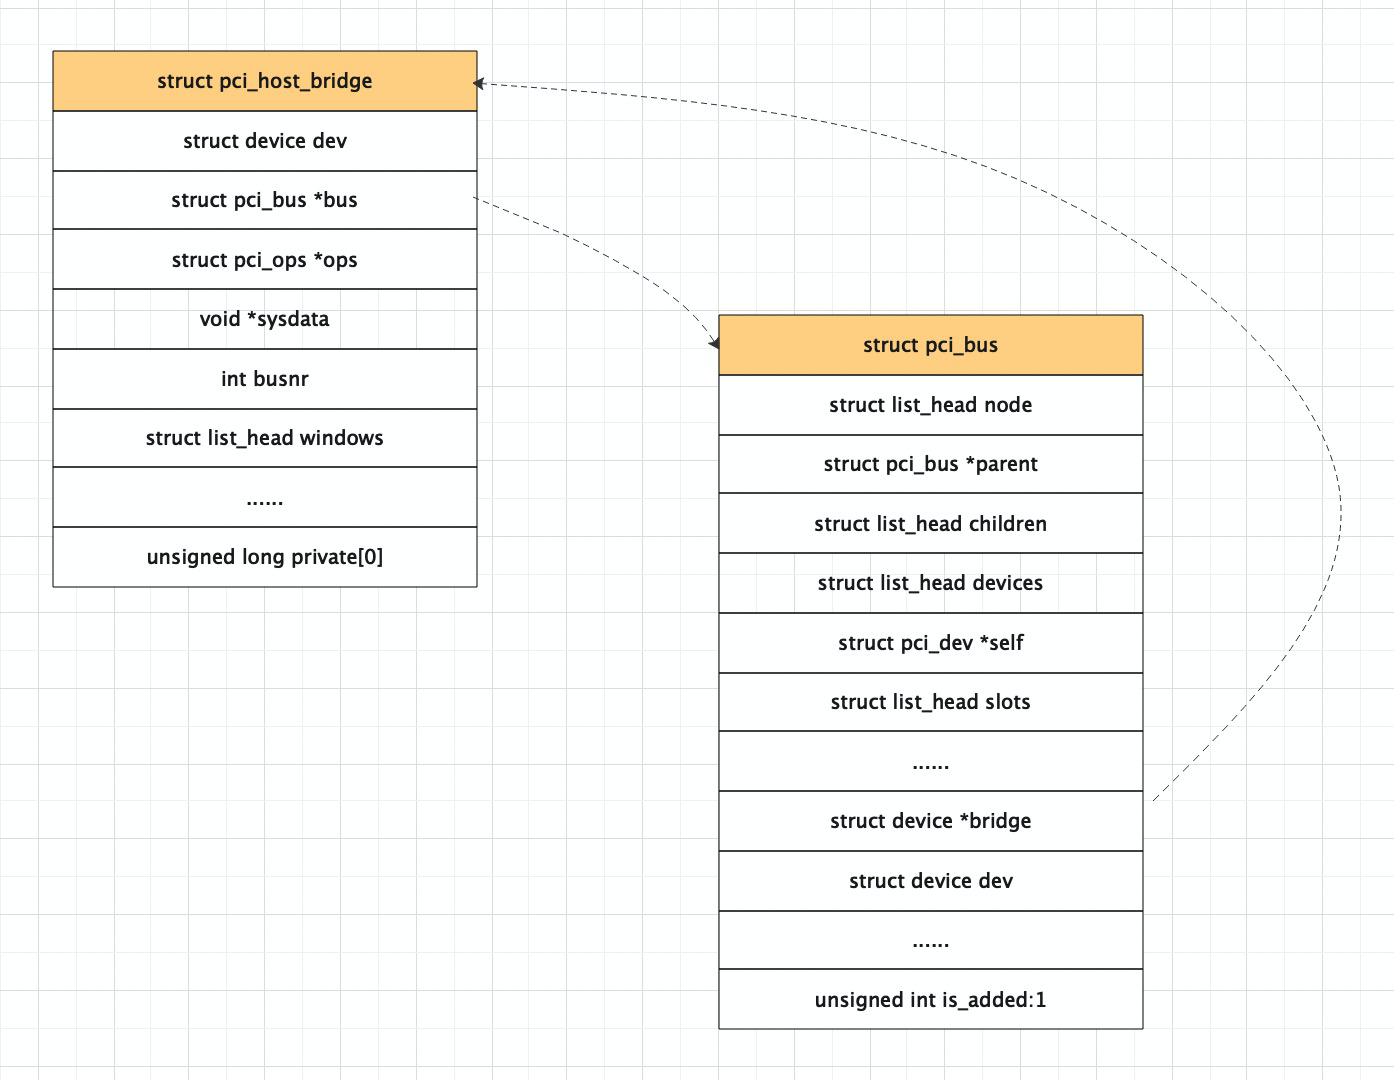 struct pci_host_bridge
struct device dev
struct pci_bus *bus
struct pci_ops *ops
void *sysdata
int busnr
struct list_head windows
......
unsigned long private[0]
struct pci_bus
struct list_head node
struct pci_bus *parent
struct list_head children
struct list_head devices
struct pci_dev *self
struct list_head slots
......
struct device *bridge
struct device dev
......
unsigned int is_added:1